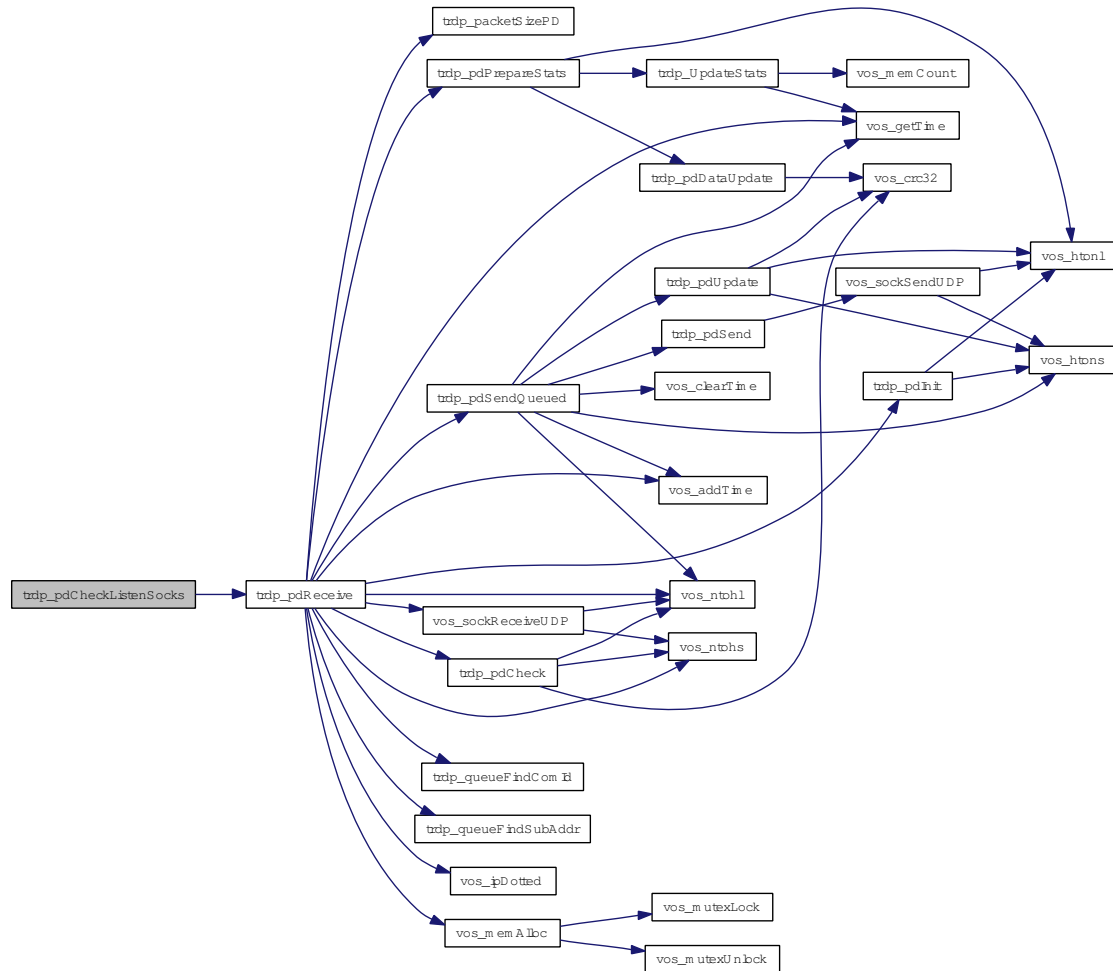 trdp_packetSizePD
trdp_pdPrepareStats
trdp_UpdateStats
vos_memCount
vos_getTime
trdp_pdDataUpdate
vos_crc32
vos_htonl
trdp_pdUpdate
vos_sockSendUDP
trdp_pdSend
vos_htons
trdp_pdSendQueued
vos_clearTime
trdp_pdInit
vos_addTime
trdp_pdCheckListenSocks
trdp_pdReceive
vos_ntohl
vos_sockReceiveUDP
vos_ntohs
trdp_pdCheck
trdp_queueFindComId
trdp_queueFindSubAddr
vos_ipDotted
vos_mutexLock
vos_memAlloc
vos_mutexUnlock